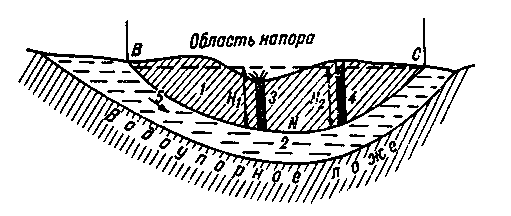 Область напора
В
С
1
H₁
3
H₂
4
5
N
2
Водоупорное ложе